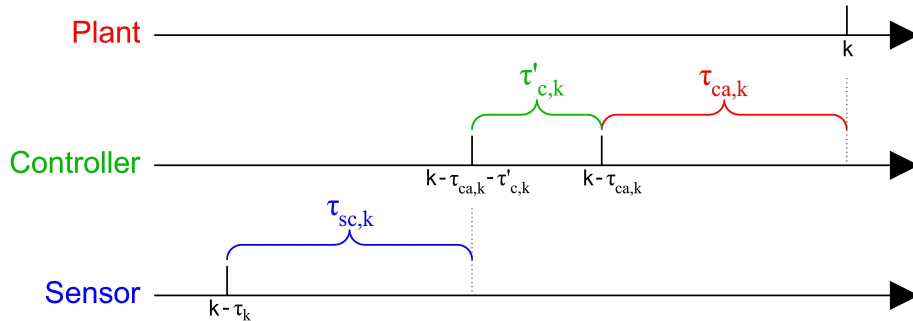 Plant
k
τ'c,k
τca,k
Controller
k - τca,k - τ'c,k
k - τca,k
τsc,k
Sensor
k - τk